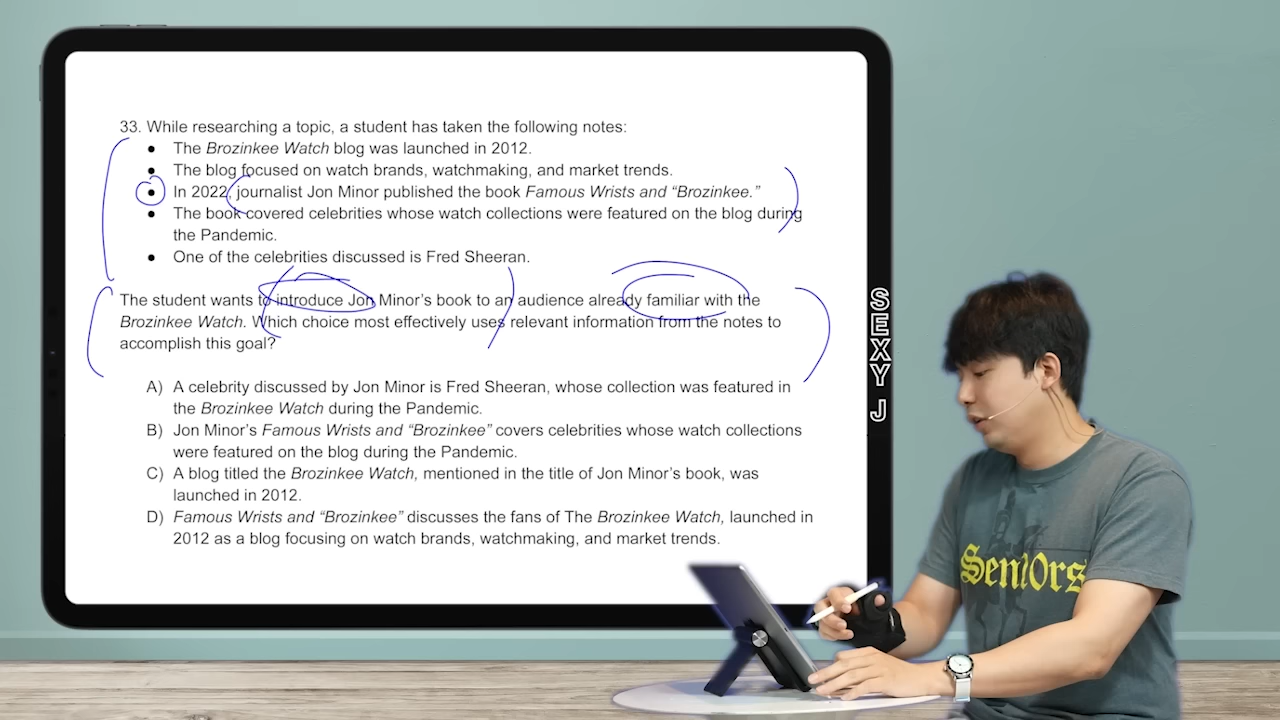 33. While researching a topic, a student has taken the following notes:
● The Brozinkee Watch blog was launched in 2012.
● The blog focused on watch brands, watchmaking, and market trends.
● In 2022, journalist Jon Minor published the book Famous Wrists and “Brozinkee.”
● The book covered celebrities whose watch collections were featured on the blog during
the Pandemic.
● One of the celebrities discussed is Fred Sheeran.
The student wants to introduce Jon Minor’s book to an audience already familiar with the
Brozinkee Watch. Which choice most effectively uses relevant information from the notes to
accomplish this goal?
A) A celebrity discussed by Jon Minor is Fred Sheeran, whose collection was featured in
the Brozinkee Watch during the Pandemic.
B) Jon Minor’s Famous Wrists and “Brozinkee” covers celebrities whose watch collections
were featured on the blog during the Pandemic.
C) A blog titled the Brozinkee Watch, mentioned in the title of Jon Minor’s book, was
launched in 2012.
D) Famous Wrists and “Brozinkee” discusses the fans of The Brozinkee Watch, launched in
2012 as a blog focusing on watch brands, watchmaking, and market trends.
SEXY J